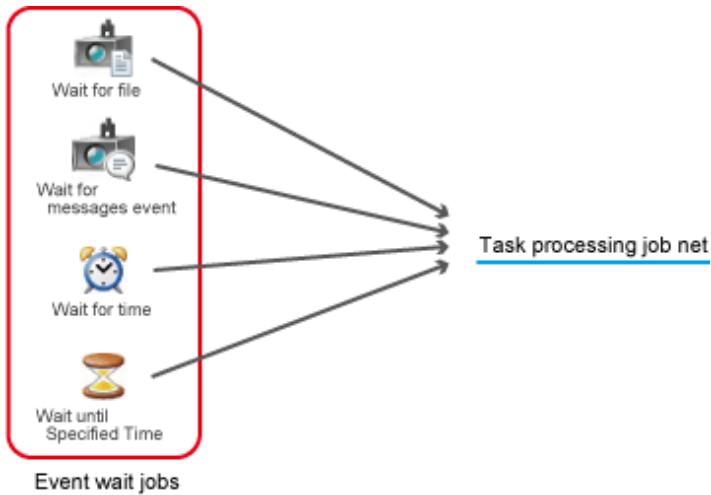 Wait for file
Wait for
messages event
Task processing job net
Wait for time
Wait until
Specified Time
Event wait jobs